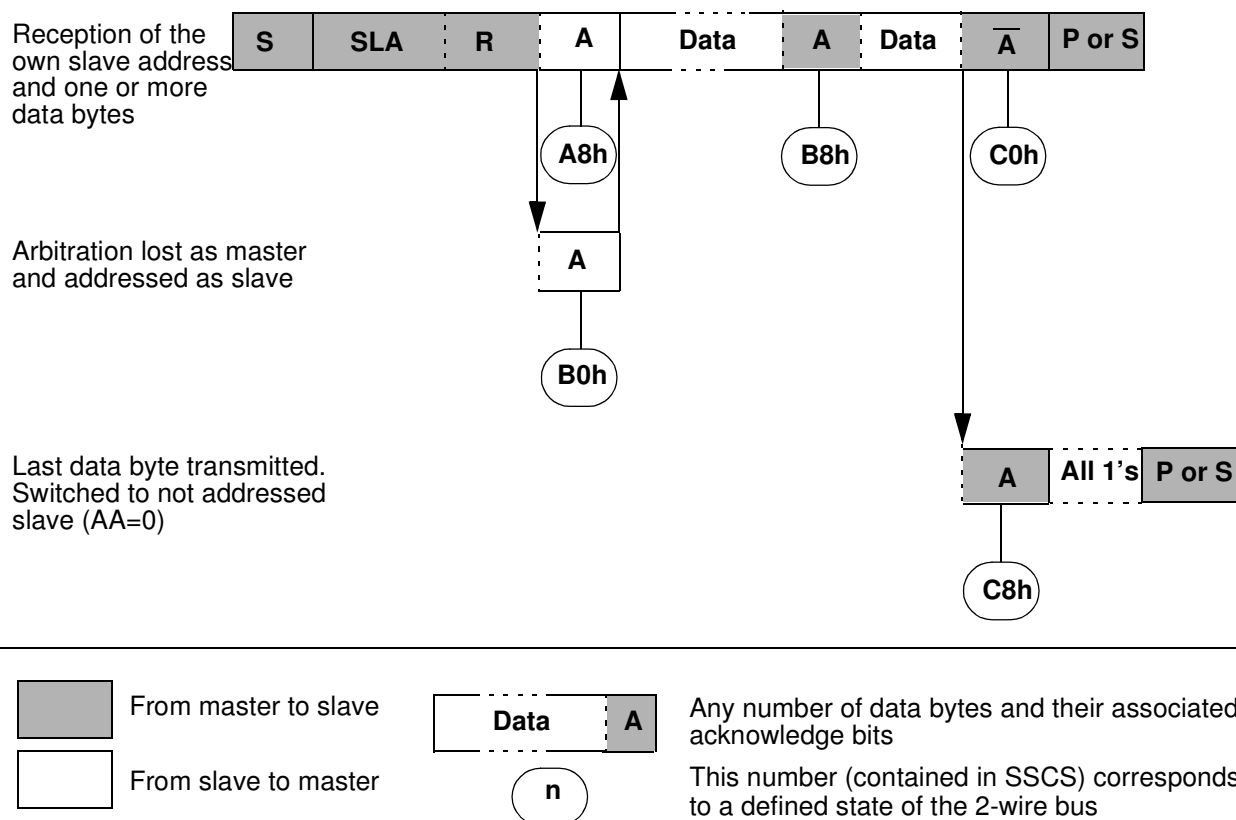 Reception of the
own slave address
and one or more
data bytes
S SLA R A Data A Data A̅ P or S
A8h B8h C0h
Arbitration lost as master
and addressed as slave
A
B0h
Last data byte transmitted.
Switched to not addressed
slave (AA=0)
A All 1's P or S
C8h
From master to slave
From slave to master
Data A
n
Any number of data bytes and their associated
acknowledge bits
This number (contained in SSCS) corresponds
to a defined state of the 2-wire bus